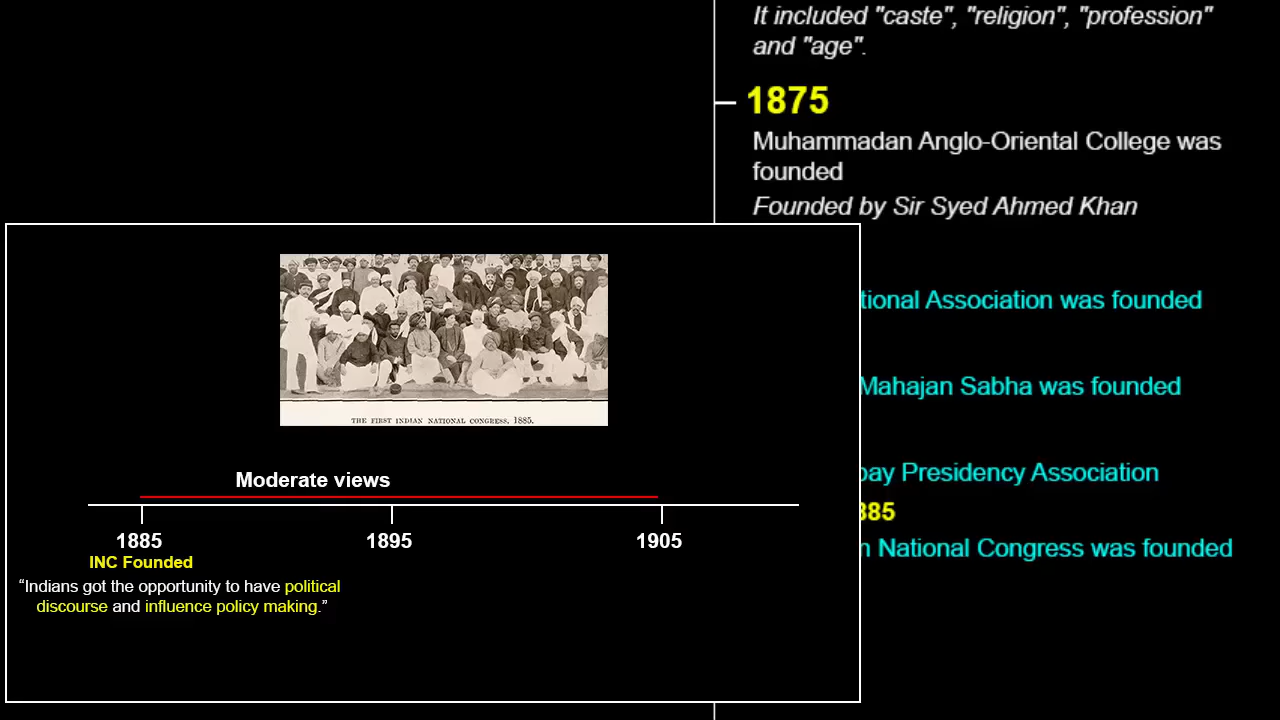 It included "caste", "religion", "profession"
and "age".
1875
Muhammadan Anglo-Oriental College was
founded
Founded by Sir Syed Ahmed Khan
Association was founded
Mahajan Sabha was founded
Presidency Association
National Congress was founded
THE FIRST INDIAN NATIONAL CONGRESS, 1885.
Moderate views
1885
1895
1905
INC Founded
“Indians got the opportunity to have political
discourse and influence policy making.”